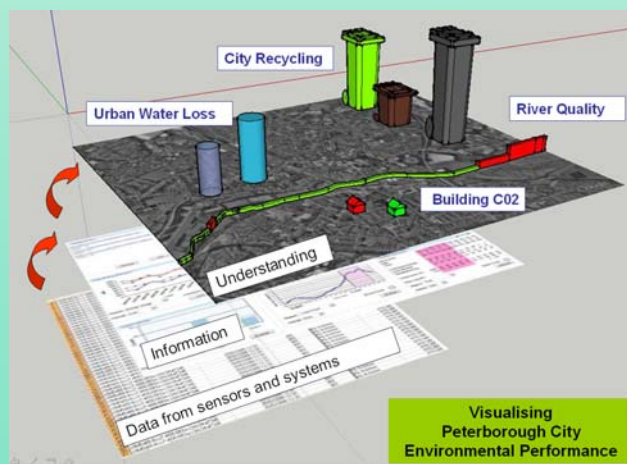 City Recycling
Urban Water Loss
River Quality
Building C02
Understanding
Information
Data from sensors and systems
Visualising
Peterborough City
Environmental Performance